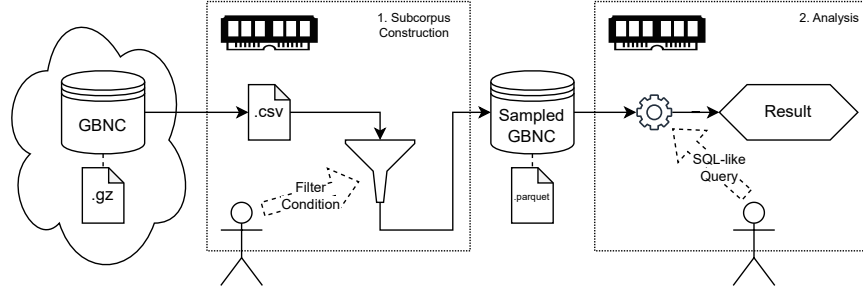 1. Subcorpus
Construction
2. Analysis
GBNC
.csv
Sampled
GBNC
Result
.gz
Filter
Condition
.parquet
SQL-like
Query